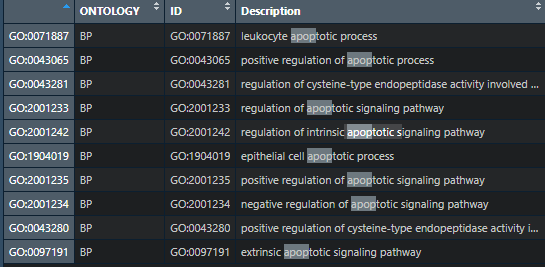 ONTOLOGY ID Description
GO:0071887 BP GO:0071887 leukocyte apoptotic process
GO:0043065 BP GO:0043065 positive regulation of apoptotic process
GO:0043281 BP GO:0043281 regulation of cysteine-type endopeptidase activity involved ...
GO:2001233 BP GO:2001233 regulation of apoptotic signaling pathway
GO:2001242 BP GO:2001242 regulation of intrinsic apoptotic signaling pathway
GO:1904019 BP GO:1904019 epithelial cell apoptotic process
GO:2001235 BP GO:2001235 positive regulation of apoptotic signaling pathway
GO:2001234 BP GO:2001234 negative regulation of apoptotic signaling pathway
GO:0043280 BP GO:0043280 positive regulation of cysteine-type endopeptidase activity i...
GO:0097191 BP GO:0097191 extrinsic apoptotic signaling pathway